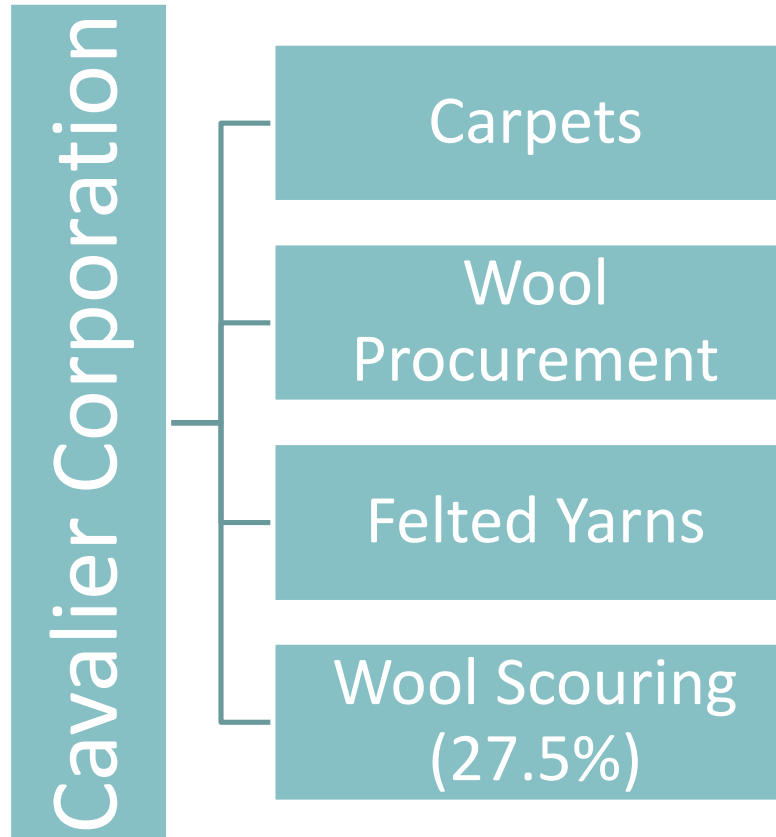 Cavalier Corporation
Carpets
Wool
Procurement
Felted Yarns
Wool Scouring
(27.5%)